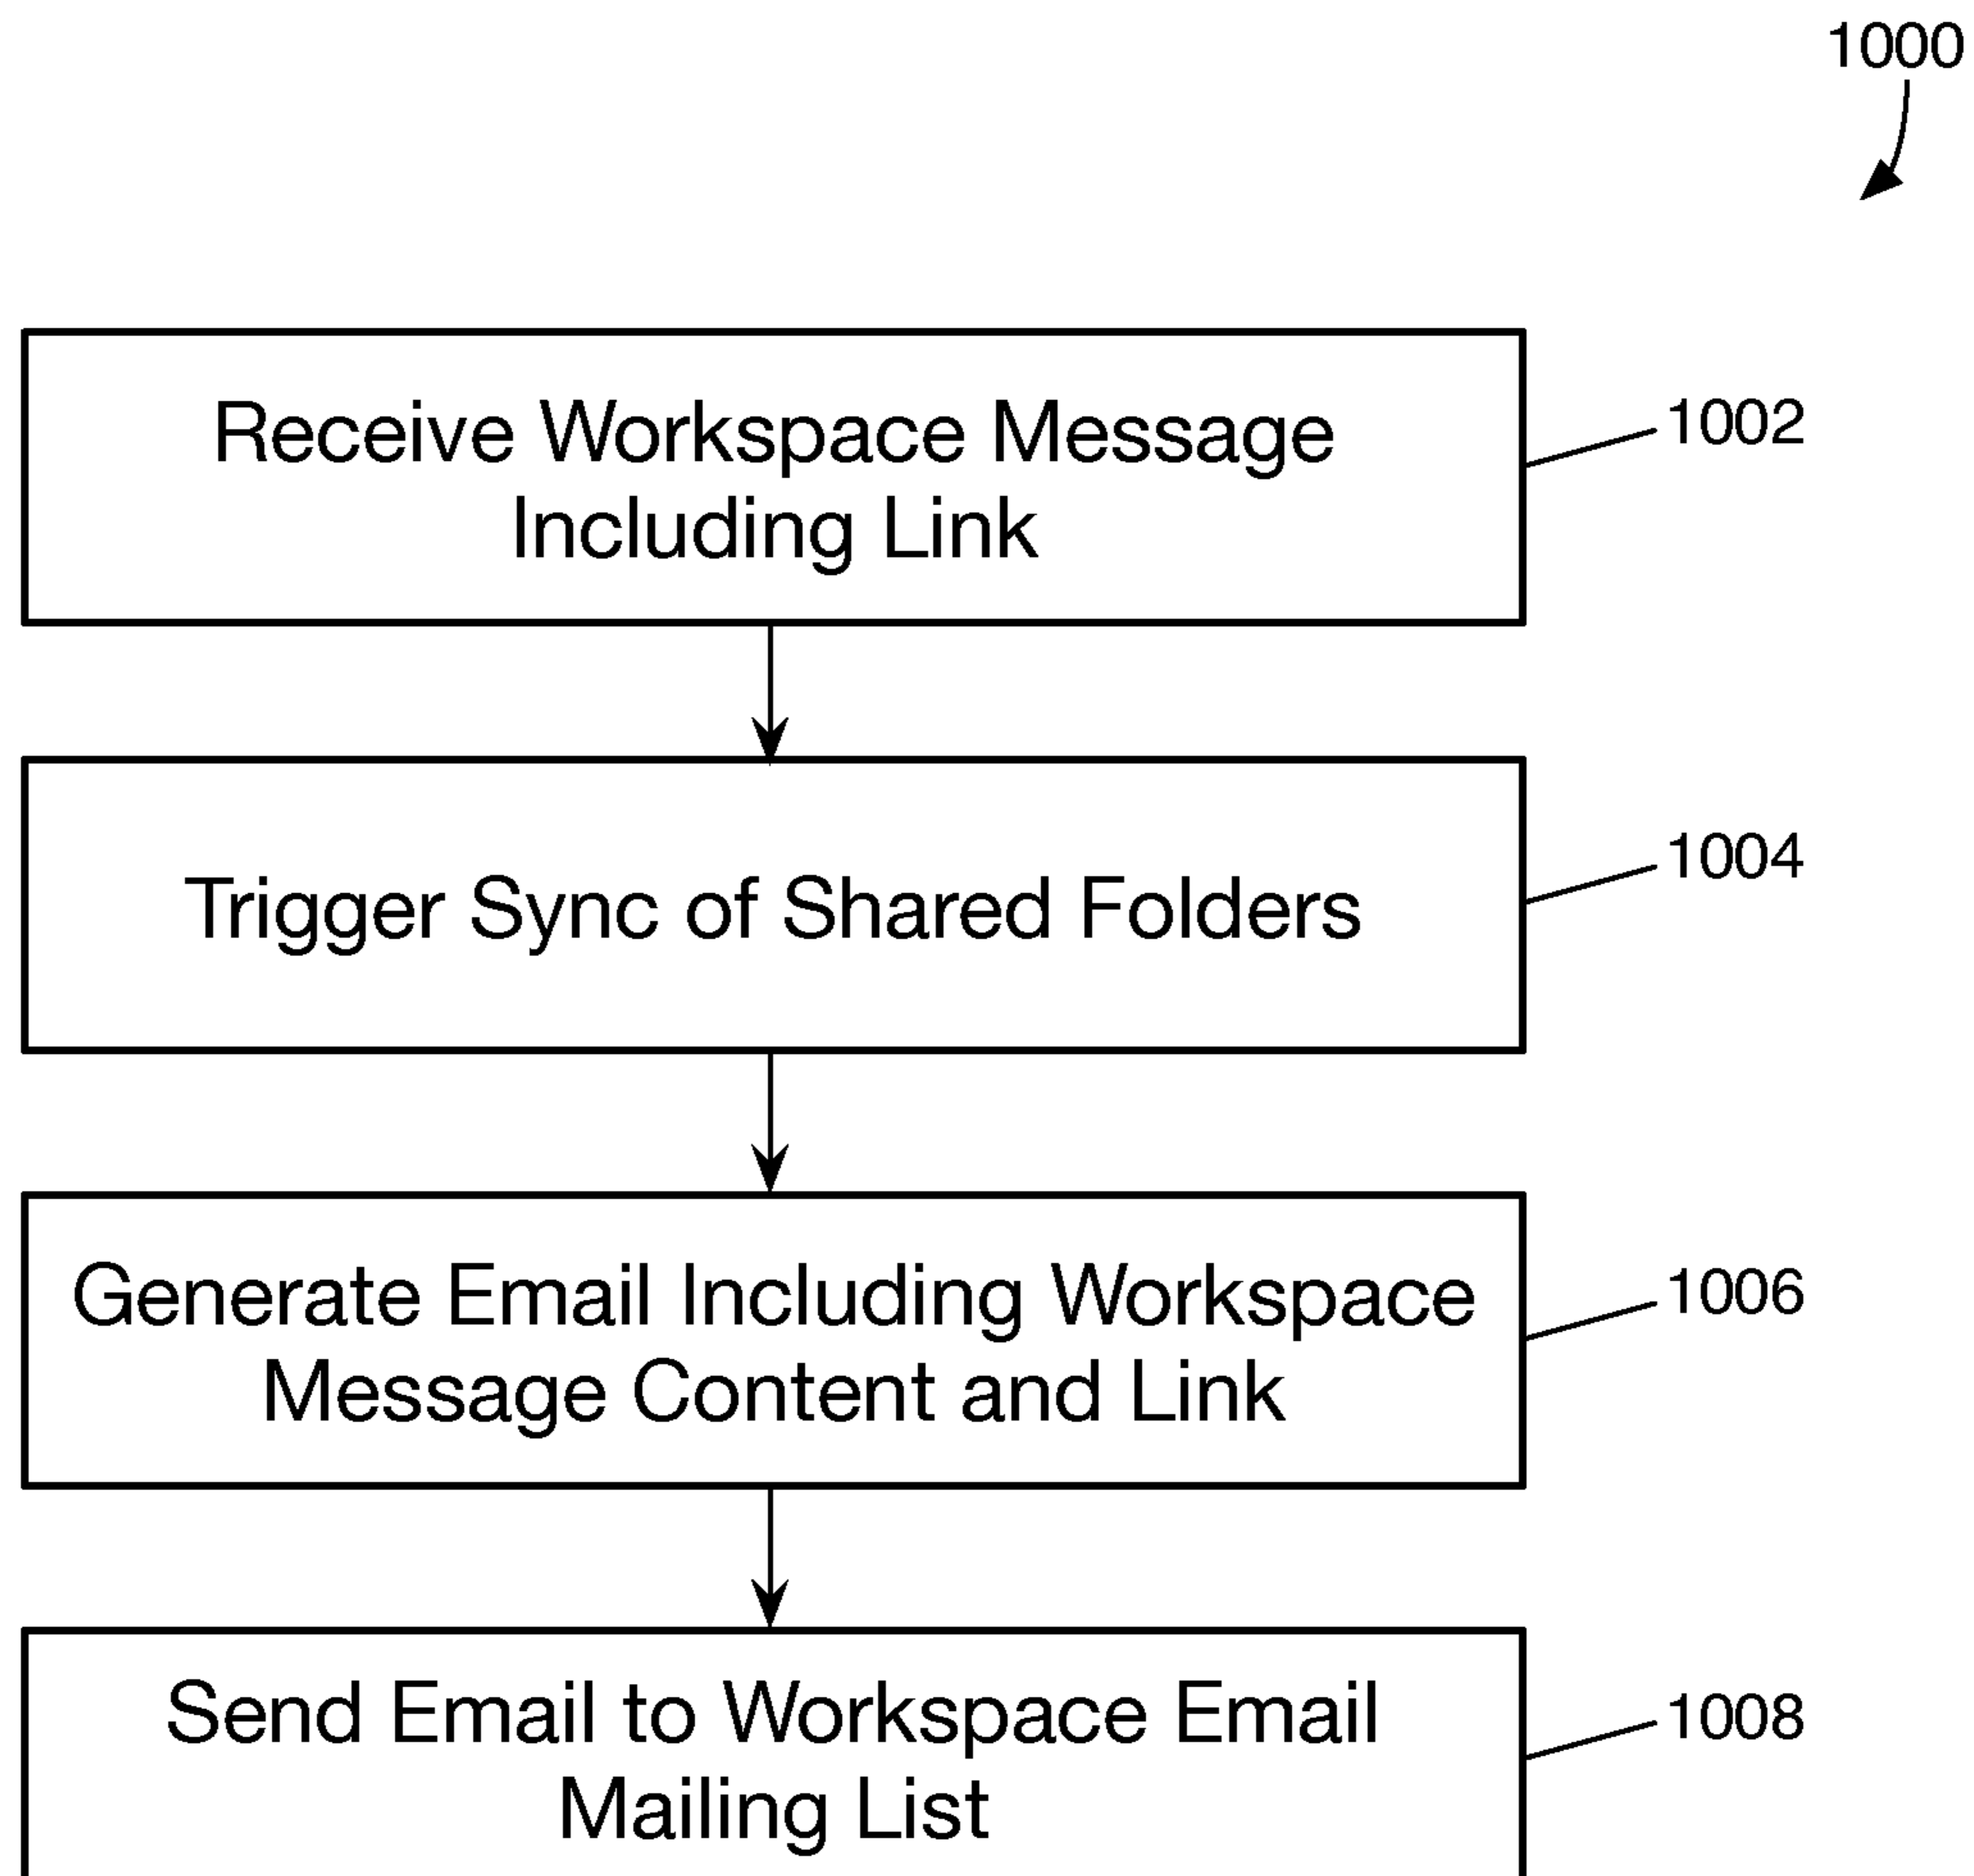 1000
Receive Workspace Message
Including Link
1002
Trigger Sync of Shared Folders
1004
Generate Email Including Workspace
Message Content and Link
1006
Send Email to Workspace Email
Mailing List
1008